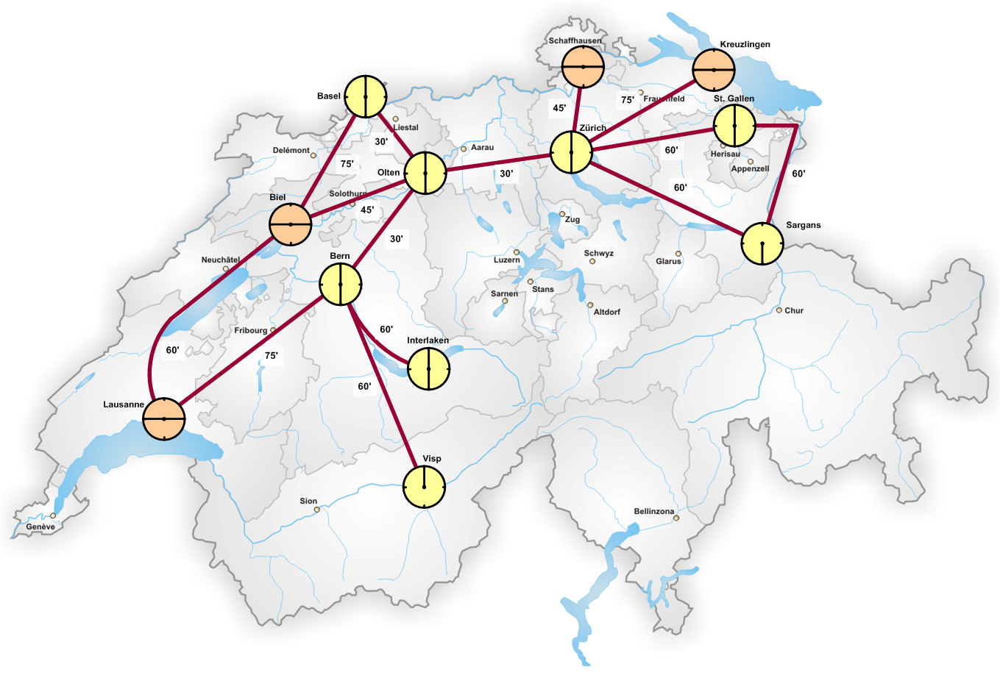 Schaffhausen
Kreuzlingen
Basel
75'
Frauenfeld
St. Gallen
45'
Liestal
Zürich
30'
Aarau
Delémont
60'
Herisau
75'
Appenzell
Olten
30'
60'
60'
Biel
Solothurn
45'
Zug
Sargans
30'
Bern
Neuchâtel
Luzern
Schwyz
Glarus
Stans
Sarnen
Altdorf
Chur
Fribourg
60'
Interlaken
60'
75'
60'
Lausanne
Visp
Sion
Bellinzona
Genève